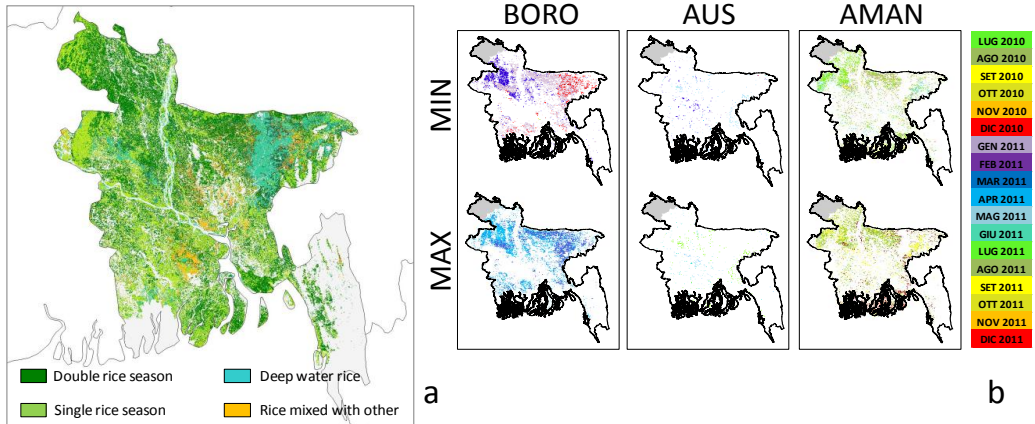 BORO AUS AMAN
MIN
MAX
Double rice season
Deep water rice
Single rice season
Rice mixed with other
a
LUG 2010
AGO 2010
SET 2010
OTT 2010
NOV 2010
DIC 2010
GEN 2011
FEB 2011
MAR 2011
APR 2011
MAG 2011
GIU 2011
LUG 2011
AGO 2011
SET 2011
OTT 2011
NOV 2011
DIC 2011
b